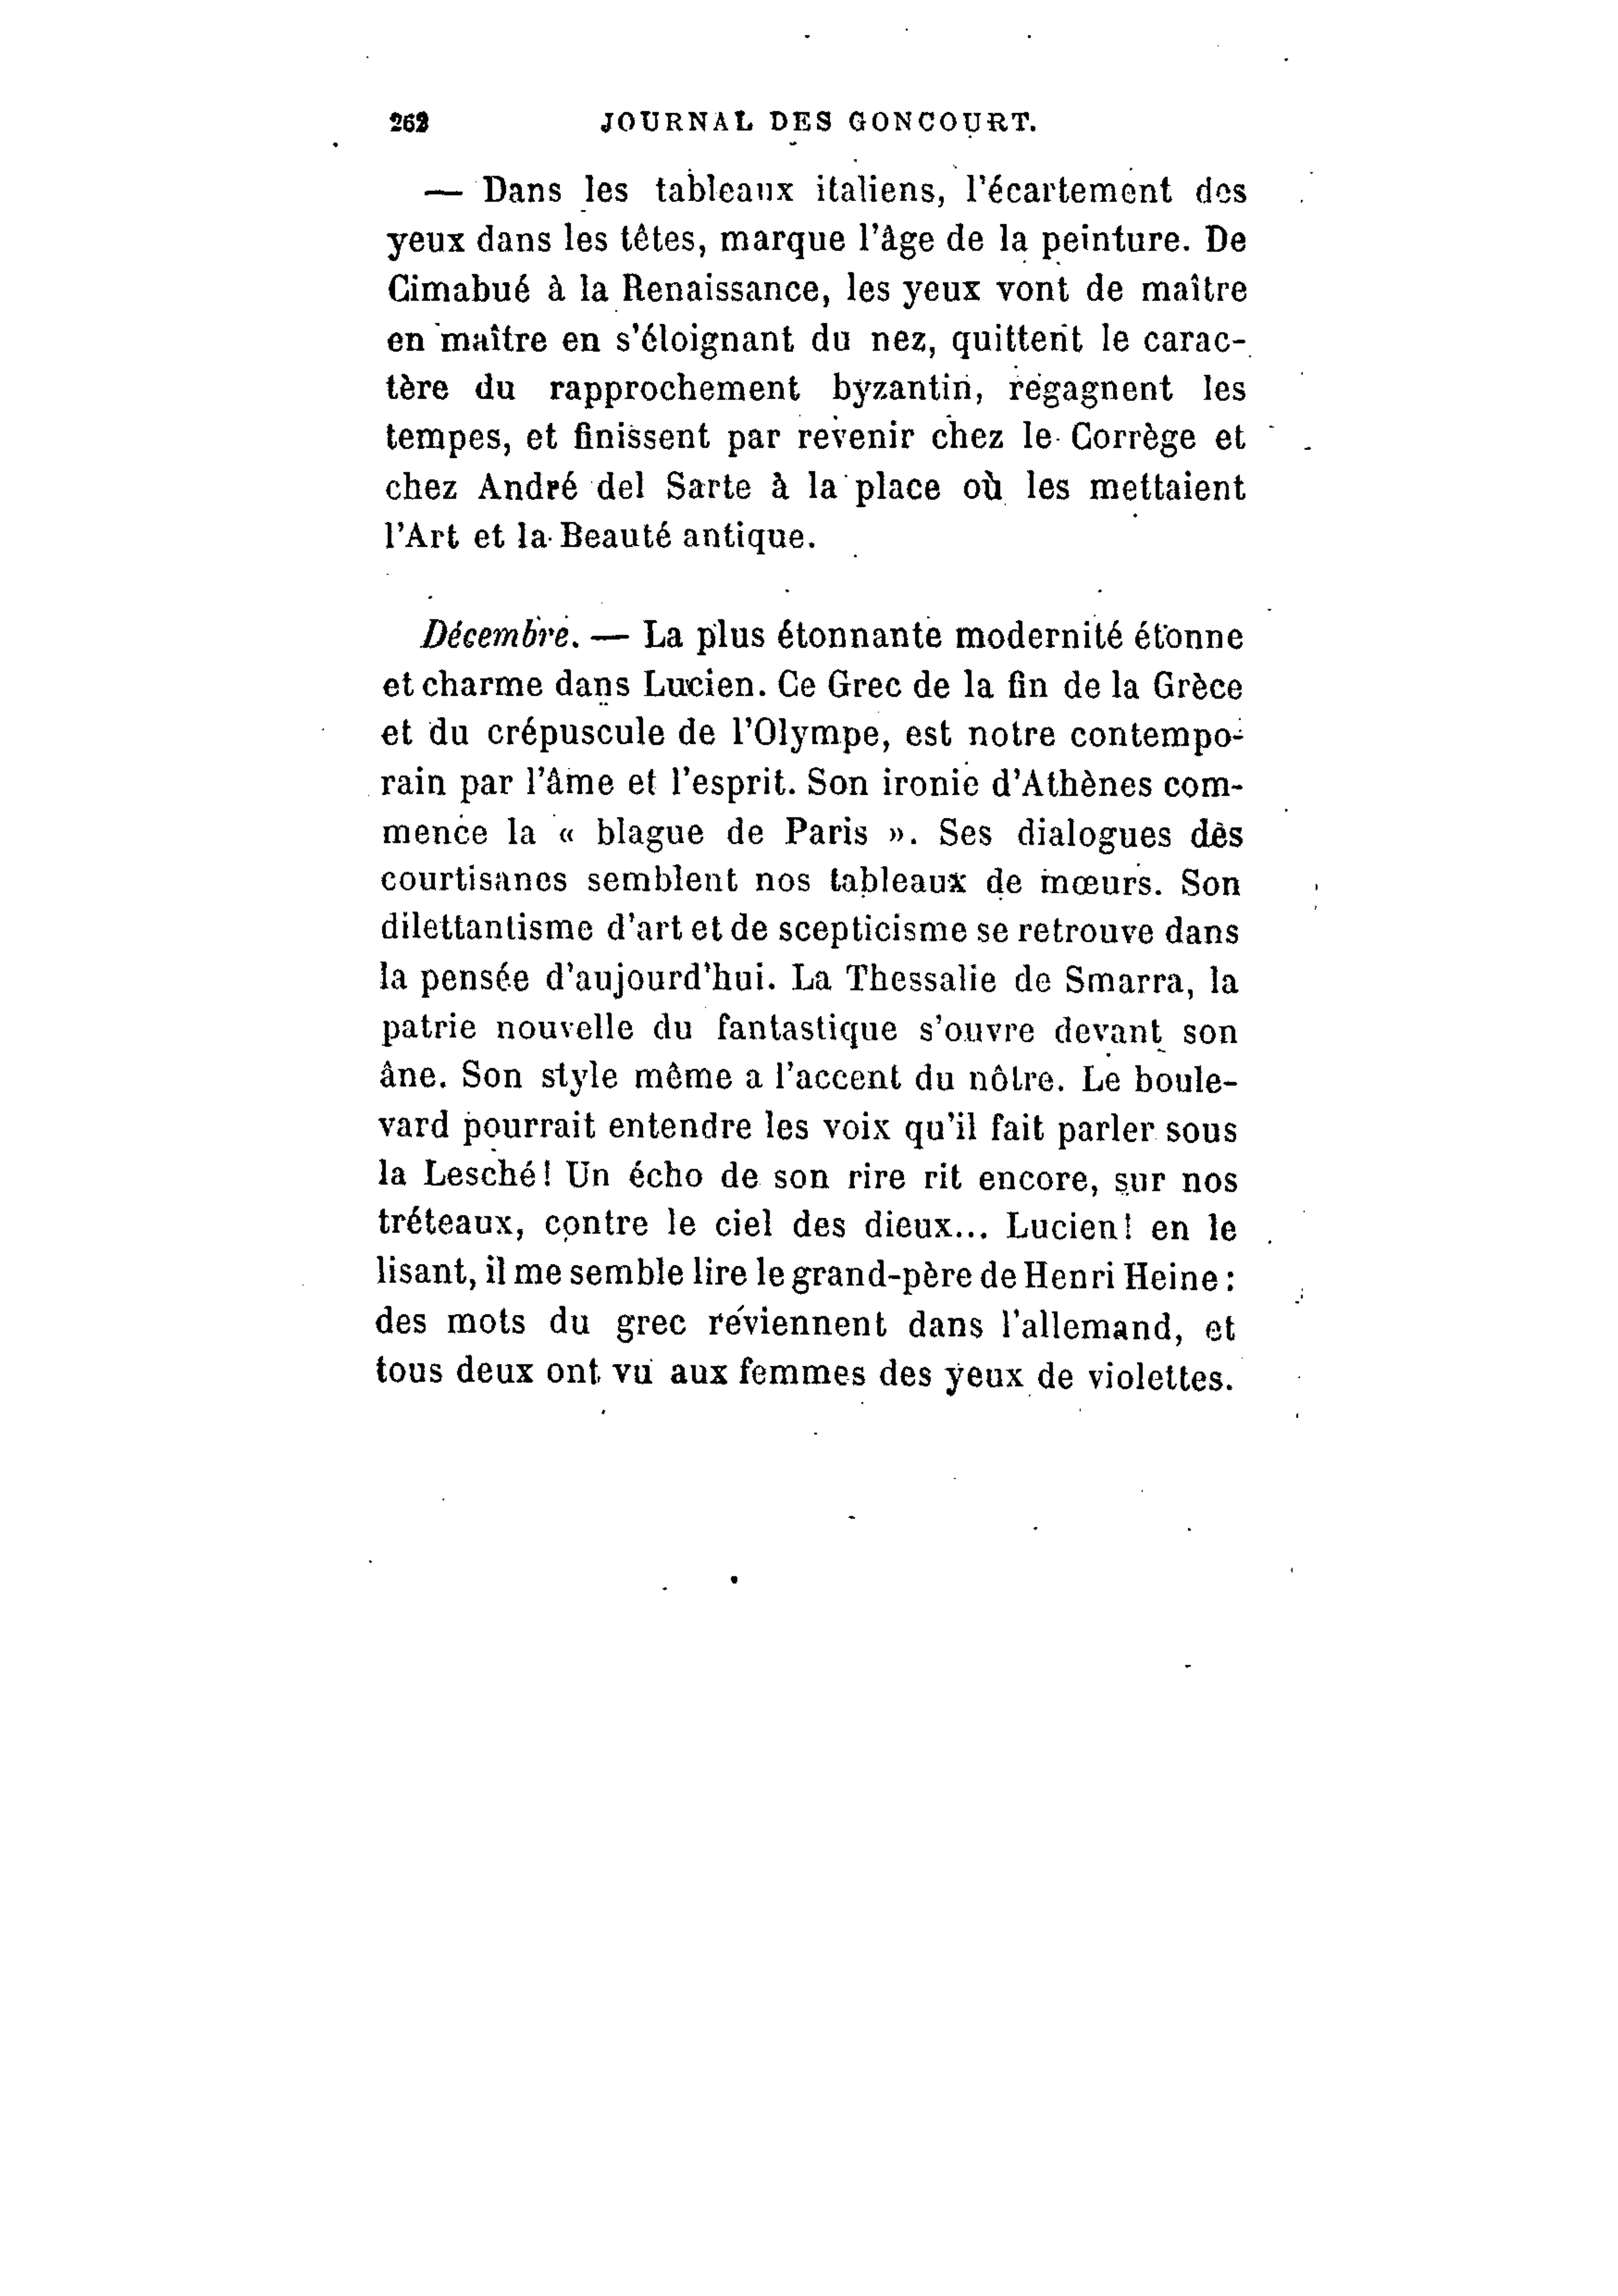 262 JOURNAL DES GONCOURT.
— Dans les tableaux italiens, l'écartement des
yeux dans les têtes, marque l'âge de la peinture. De
Cimabué à la Renaissance, les yeux vont de maître
en maître en s'éloignant du nez, quittent le carac-
tère du rapprochement byzantin, regagnent les
tempes, et finissent par revenir chez le Corrège et
chez André del Sarte à la place où les mettaient
l'Art et la Beauté antique.
Décembre. — La plus étonnante modernité étonne
et charme dans Lucien. Ce Grec de la fin de la Grèce
et du crépuscule de l'Olympe, est notre contempo-
rain par l'âme et l'esprit. Son ironie d'Athènes com-
mence la « blague de Paris ». Ses dialogues des
courtisanes semblent nos tableaux de mœurs. Son
dilettantisme d'art et de scepticisme se retrouve dans
la pensée d'aujourd'hui. La Thessalie de Smarra, la
patrie nouvelle du fantastique s'ouvre devant son
âne. Son style même a l'accent du nôtre. Le boule-
vard pourrait entendre les voix qu'il fait parler sous
la Lesché! Un écho de son rire rit encore, sur nos
tréteaux, contre le ciel des dieux... Lucien! en le
lisant, il me semble lire le grand-père de Henri Heine:
des mots du grec reviennent dans l'allemand, et
tous deux ont vu aux femmes des yeux de violettes.